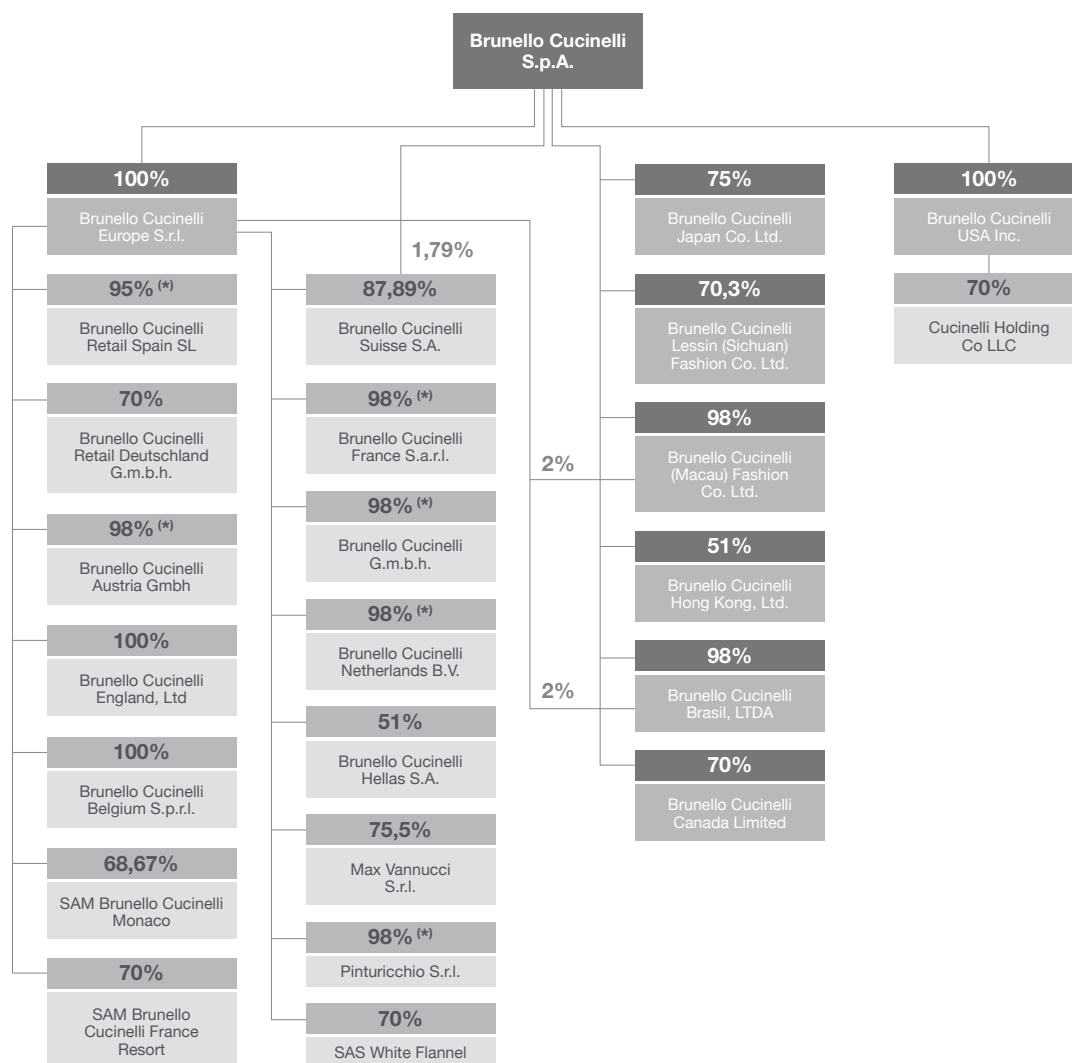 Brunello Cucinelli
S.p.A.
100%
Brunello Cucinelli
Europe S.r.l.
95% (*)
Brunello Cucinelli
Retail Spain SL
70%
Brunello Cucinelli
Retail Deutschland
G.m.b.h.
98% (*)
Brunello Cucinelli
Austria Gmbh
100%
Brunello Cucinelli
England, Ltd
100%
Brunello Cucinelli
Belgium S.p.r.l.
68,67%
SAM Brunello Cucinelli
Monaco
70%
SAM Brunello
Cucinelli France
Resort
1,79%
87,89%
Brunello Cucinelli
Suisse S.A.
98% (*)
Brunello Cucinelli
France S.a.r.l.
98% (*)
Brunello Cucinelli
G.m.b.h.
98% (*)
Brunello Cucinelli
Netherlands B.V.
51%
Brunello Cucinelli
Hellas S.A.
75,5%
Max Vannucci
S.r.l.
98% (*)
Pinturicchio S.r.l.
70%
SAS White Flannel
2%
2%
75%
Brunello Cucinelli
Japan Co. Ltd.
70,3%
Brunello Cucinelli
Lessin (Sichuan)
Fashion Co. Ltd.
98%
Brunello Cucinelli
(Macau) Fashion
Co. Ltd.
51%
Brunello Cucinelli
Hong Kong, Ltd.
98%
Brunello Cucinelli
Brasil, LTDA
70%
Brunello Cucinelli
Canada Limited
100%
Brunello Cucinelli
USA Inc.
70%
Cucinelli Holding
Co LLC